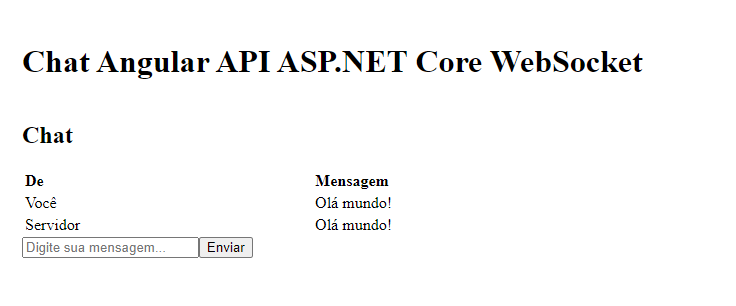 Chat Angular API ASP.NET Core WebSocket
Chat
De Mensagem
Você Olá mundo!
Servidor Olá mundo!
Digite sua mensagem... Enviar